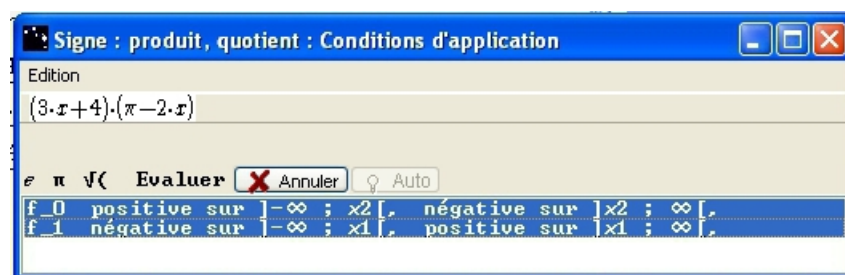 Signe : produit, quotient : Conditions d'application
Edition
(3·x+4)·(π−2·x)
e π √( Evaluer Annuler Auto
f_0 positive sur ]-∞ ; x2[, négative sur ]x2 ; ∞[,
f_1 négative sur ]-∞ ; x1[, positive sur ]x1 ; ∞[,